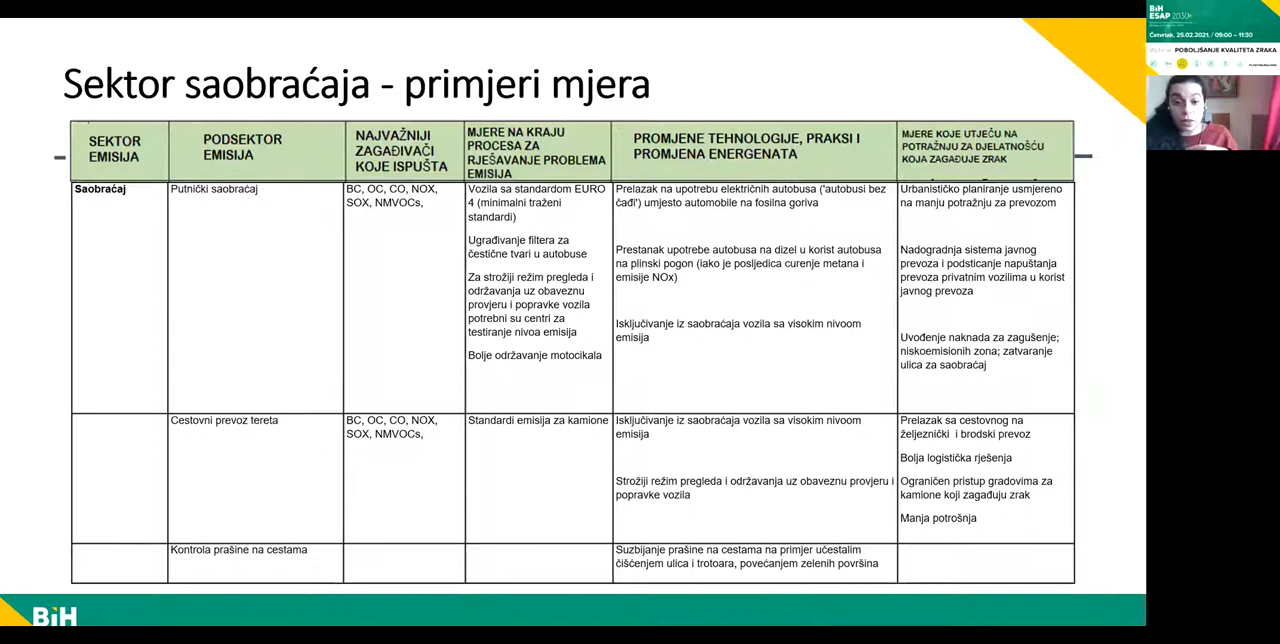 Sektor saobraćaja - primjeri mjera
SEKTOR
EMISIJA
PODSEKTOR
EMISIJA
NAJVAŽNIJI
ZAGAĐIVAČI
KOJE ISPUŠTA
MJERE NA KRAJU
PROCESA ZA
RJEŠAVANJE PROBLEMA
EMISIJA
PROMJENE TEHNOLOGIJE, PRAKSI I
PROMJENA ENERGENATA
MJERE KOJE UTJEČU NA
POTRAŽNJU ZA DJELATNOŠĆU
KOJA ZAGAĐUJE ZRAK
Saobraćaj
Putnički saobraćaj
BC, OC, CO, NOX,
SOX, NMVOCs,
Vozila sa standardom EURO
4 (minimalni traženi
standardi)
Ugrađivanje filtera za
čestične tvari u autobuse
Za strožiji režim pregleda i
održavanja uz obaveznu
provjeru i popravke vozila
potrebni su centri za
testiranje nivoa emisija
Bolje održavanje motocikala
Prelazak na upotrebu električnih autobusa ('autobusi bez
čađi') umjesto automobile na fosilna goriva
Prestanak upotrebe autobusa na dizel u korist autobusa
na plinski pogon (iako je posljedica curenje metana i
emisije NOx)
Isključivanje iz saobraćaja vozila sa visokim nivoom
emisija
Urbanističko planiranje usmjereno
na manju potražnju za prevozom
Nadogradnja sistema javnog
prevoza i podsticanje napuštanja
prevoza privatnim vozilima u korist
javnog prevoza
Uvođenje naknada za zagušenje;
niskoemisionih zona; zatvaranje
ulica za saobraćaj
Cestovni prevoz tereta
BC, OC, CO, NOX,
SOX, NMVOCs,
Standardi emisija za kamione
Isključivanje iz saobraćaja vozila sa visokim nivoom
emisija
Strožiji režim pregleda i održavanja uz obaveznu provjeru i
popravke vozila
Prelazak sa cestovnog na
željeznički i brodski prevoz
Bolja logistička rješenja
Ograničen pristup gradovima za
kamione koji zagađuju zrak
Manja potrošnja
Kontrola prašine na cestama
Suzbijanje prašine na cestama na primjer učestalim
čišćenjem ulica i trotoara, povećanjem zelenih površina
BiH
BiH
ESAP 2030+
Četvrtak, 25.02.2021. / 09:00 – 11:30
POBOLJŠANJE KVALITETA ZRAKA